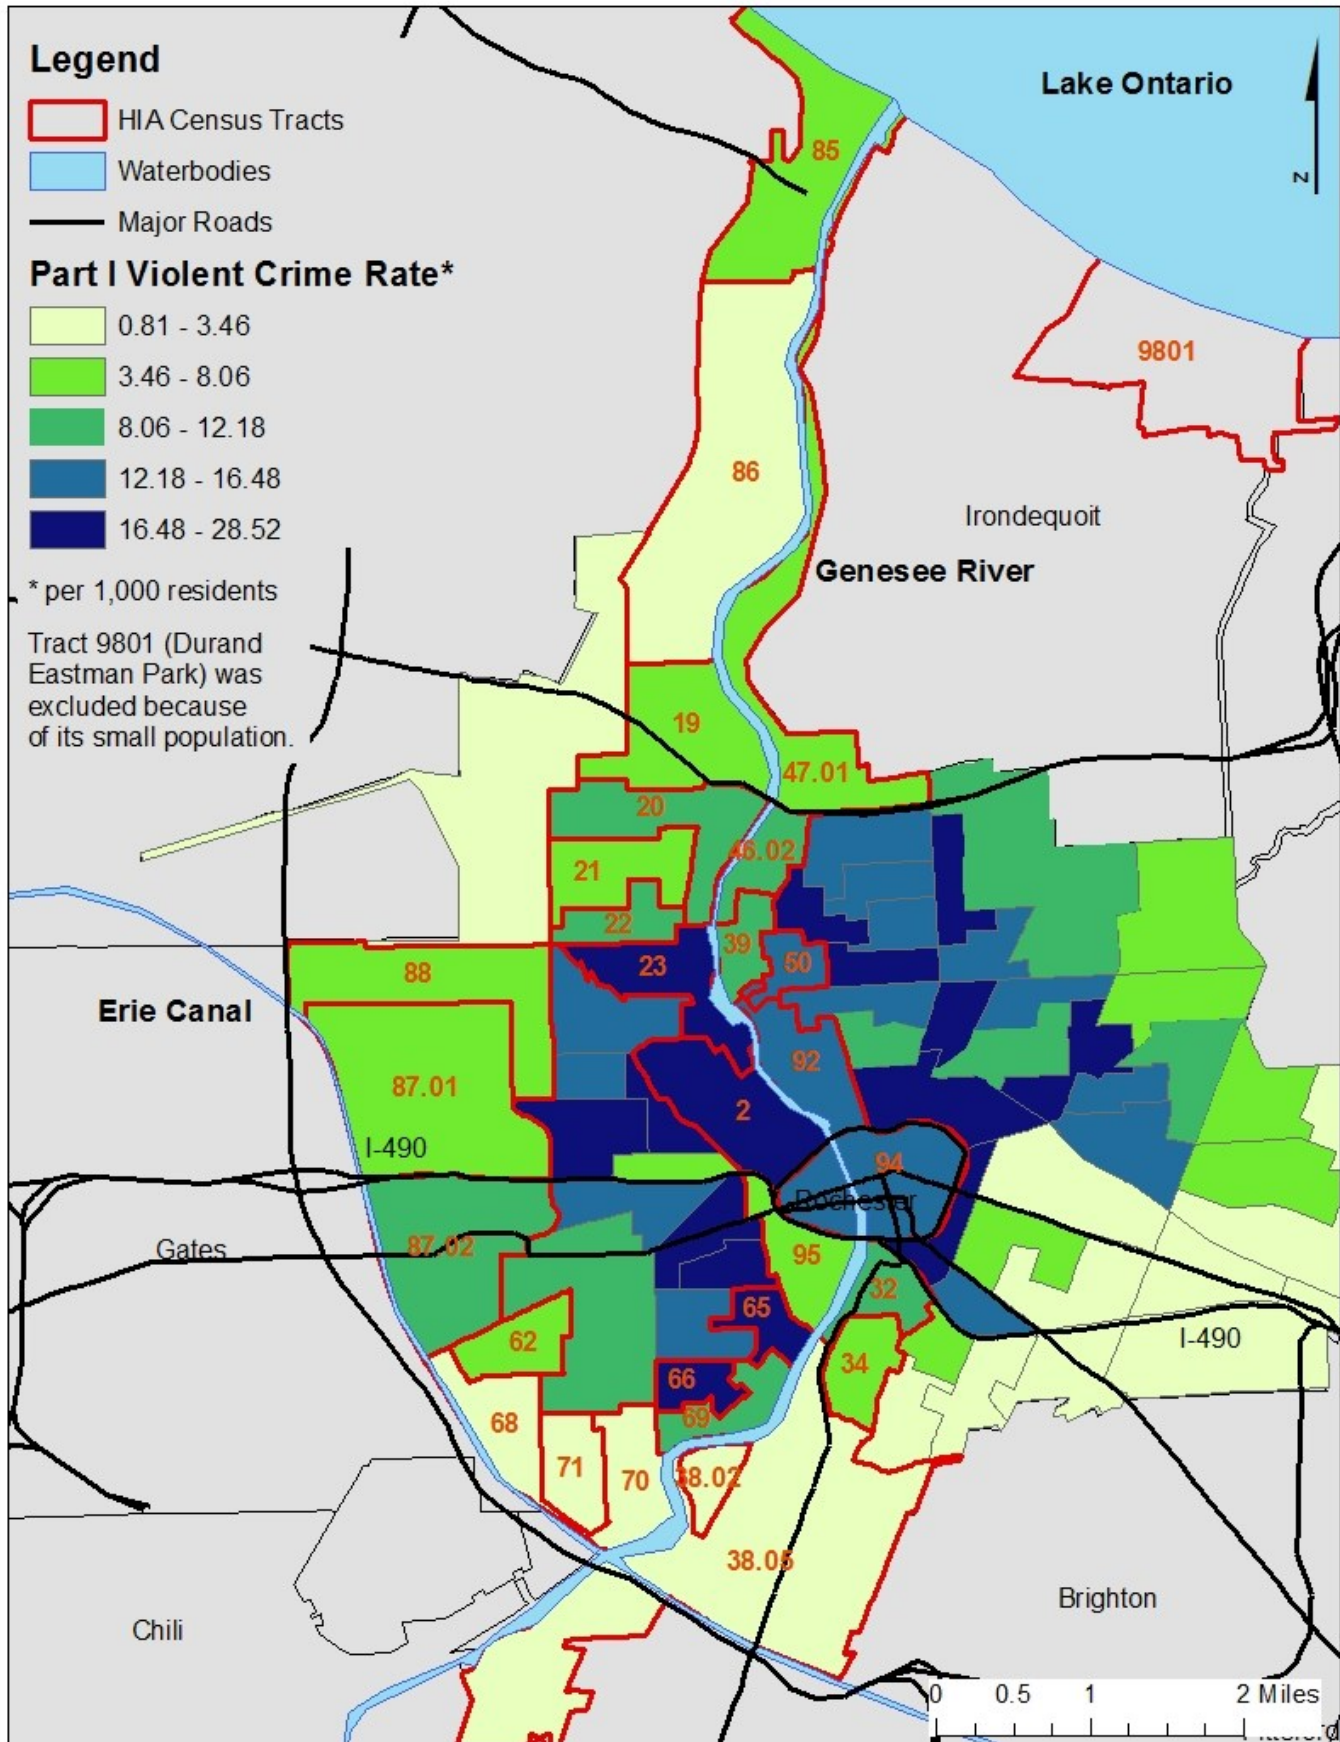 Legend
HIA Census Tracts
Waterbodies
Major Roads
Part I Violent Crime Rate*
0.81 - 3.46
3.46 - 8.06
8.06 - 12.18
12.18 - 16.48
16.48 - 28.52
* per 1,000 residents
Tract 9801 (Durand
Eastman Park) was
excluded because
of its small population.
Lake Ontario
N
85
9801
86
Irondequoit
Genesee River
19
47.01
20
46.02
21
22
39
23
50
88
Erie Canal
92
87.01
2
I-490
94
Rochester
Gates
87.02
95
32
65
I-490
62
34
66
69
68
71
70
38.02
38.05
Brighton
Chili
0 0.5 1 2 Miles